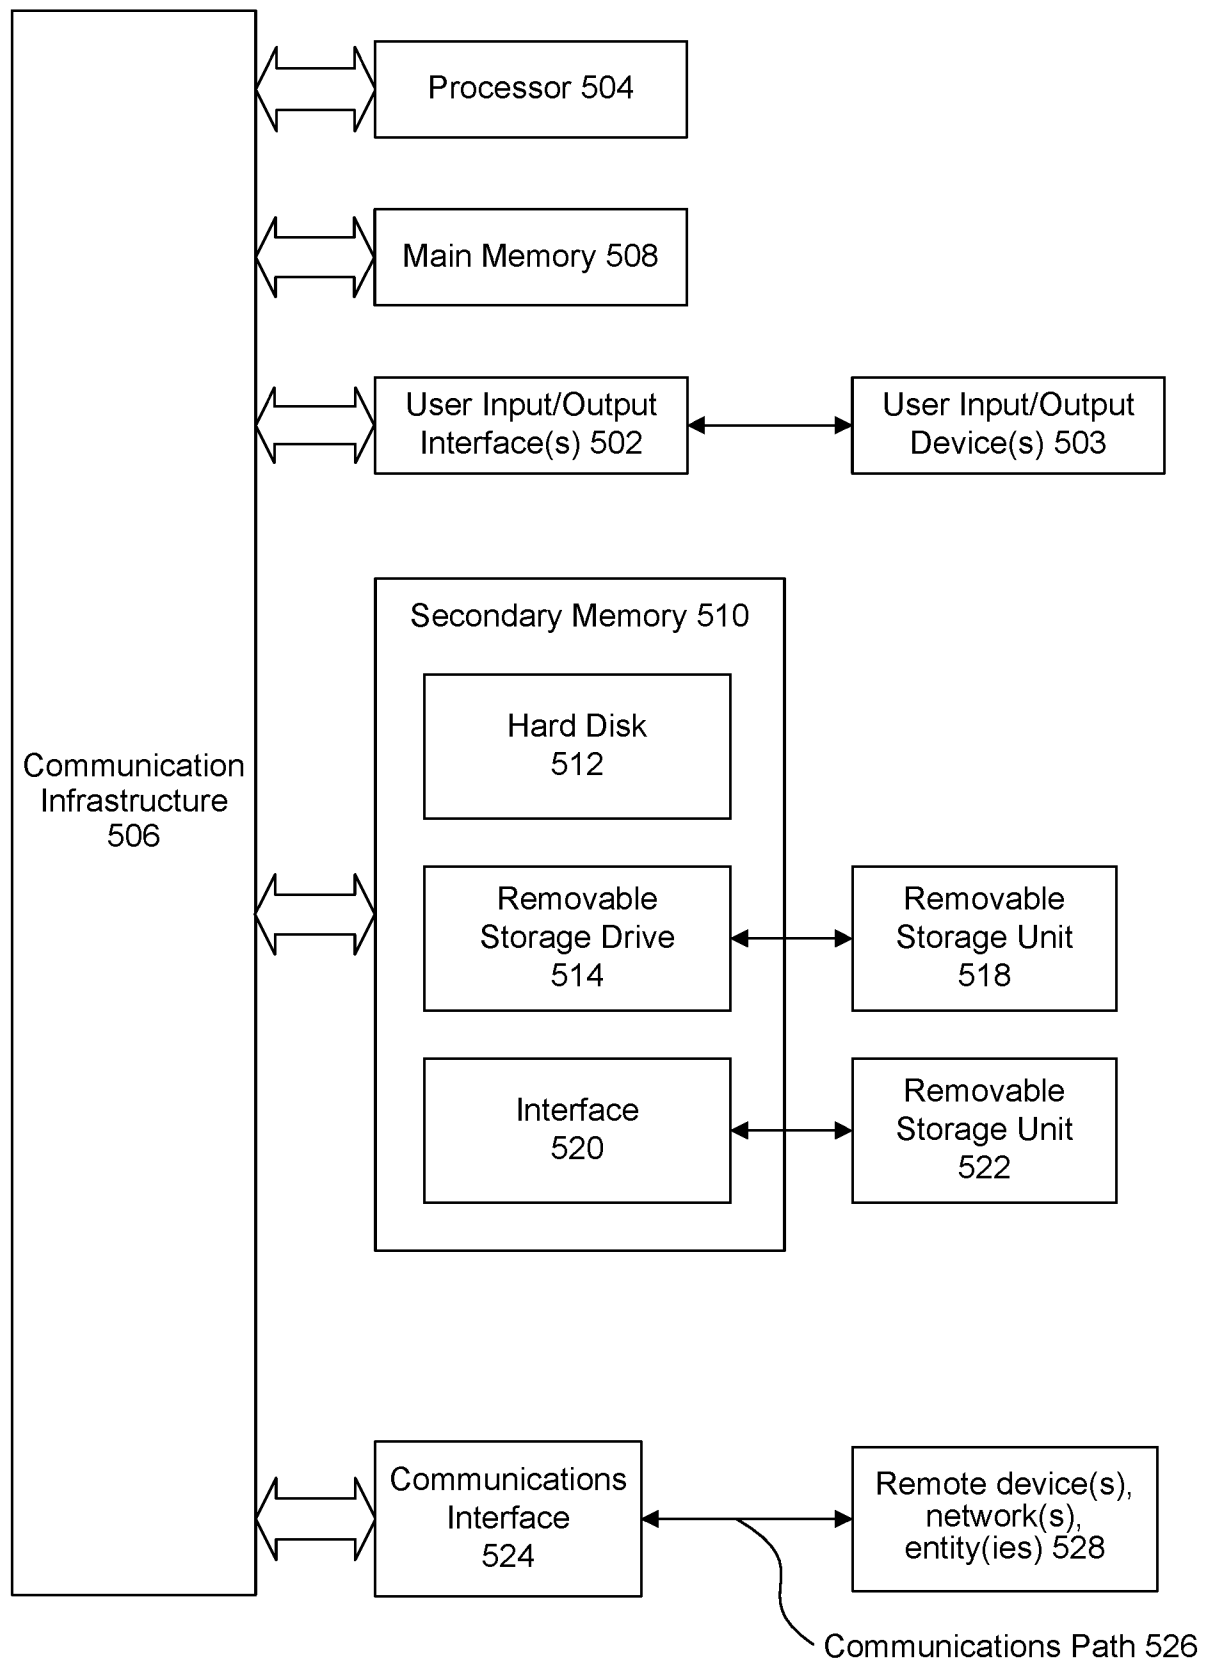 Processor 504
Main Memory 508
User Input/Output
Interface(s) 502
User Input/Output
Device(s) 503
Secondary Memory 510
Hard Disk
512
Communication
Infrastructure
506
Removable
Storage Drive
514
Removable
Storage Unit
518
Interface
520
Removable
Storage Unit
522
Communications
Interface
524
Remote device(s),
network(s),
entity(ies) 528
Communications Path 526